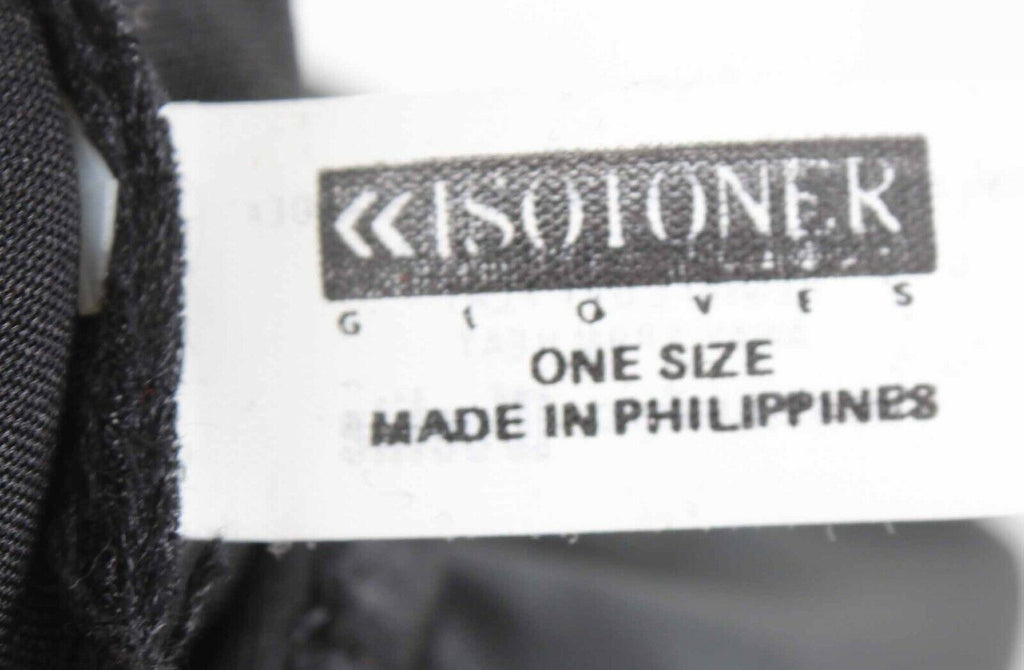 ISOTONER
GLOVES
ONE SIZE
MADE IN PHILIPPINES